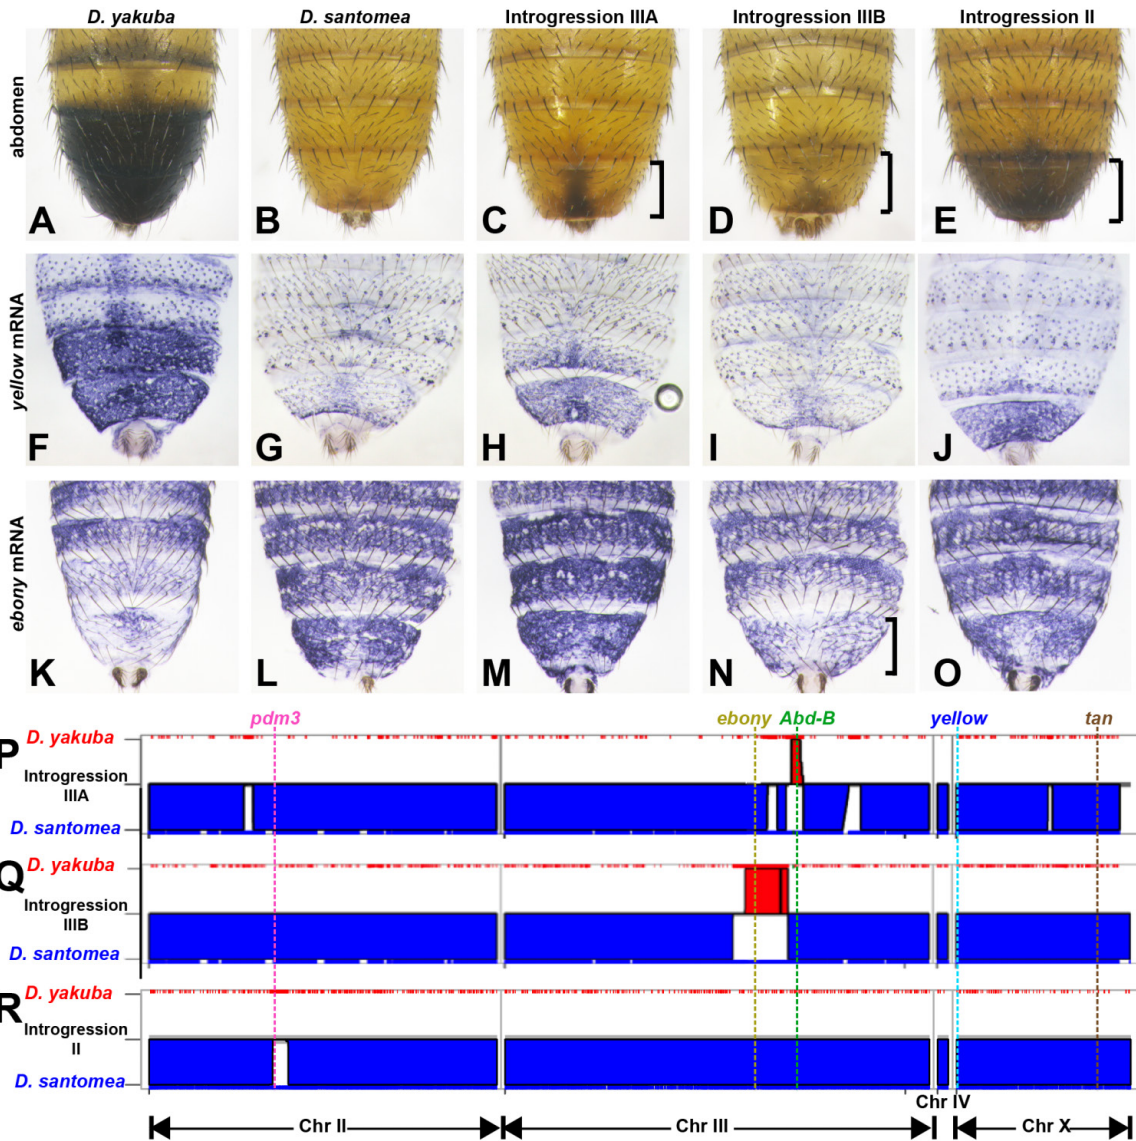 D. yakuba D. santomea Introgression IIIA Introgression IIIB Introgression II
abdomen
A B C D E
yellow mRNA
F G H I J
ebony mRNA
K L M N O
pdm3 ebony Abd-B yellow tan
P
D. yakuba
Introgression
IIIA
D. santomea
Q
D. yakuba
Introgression
IIIB
D. santomea
R
D. yakuba
Introgression
II
D. santomea
Chr II Chr III Chr IV Chr X